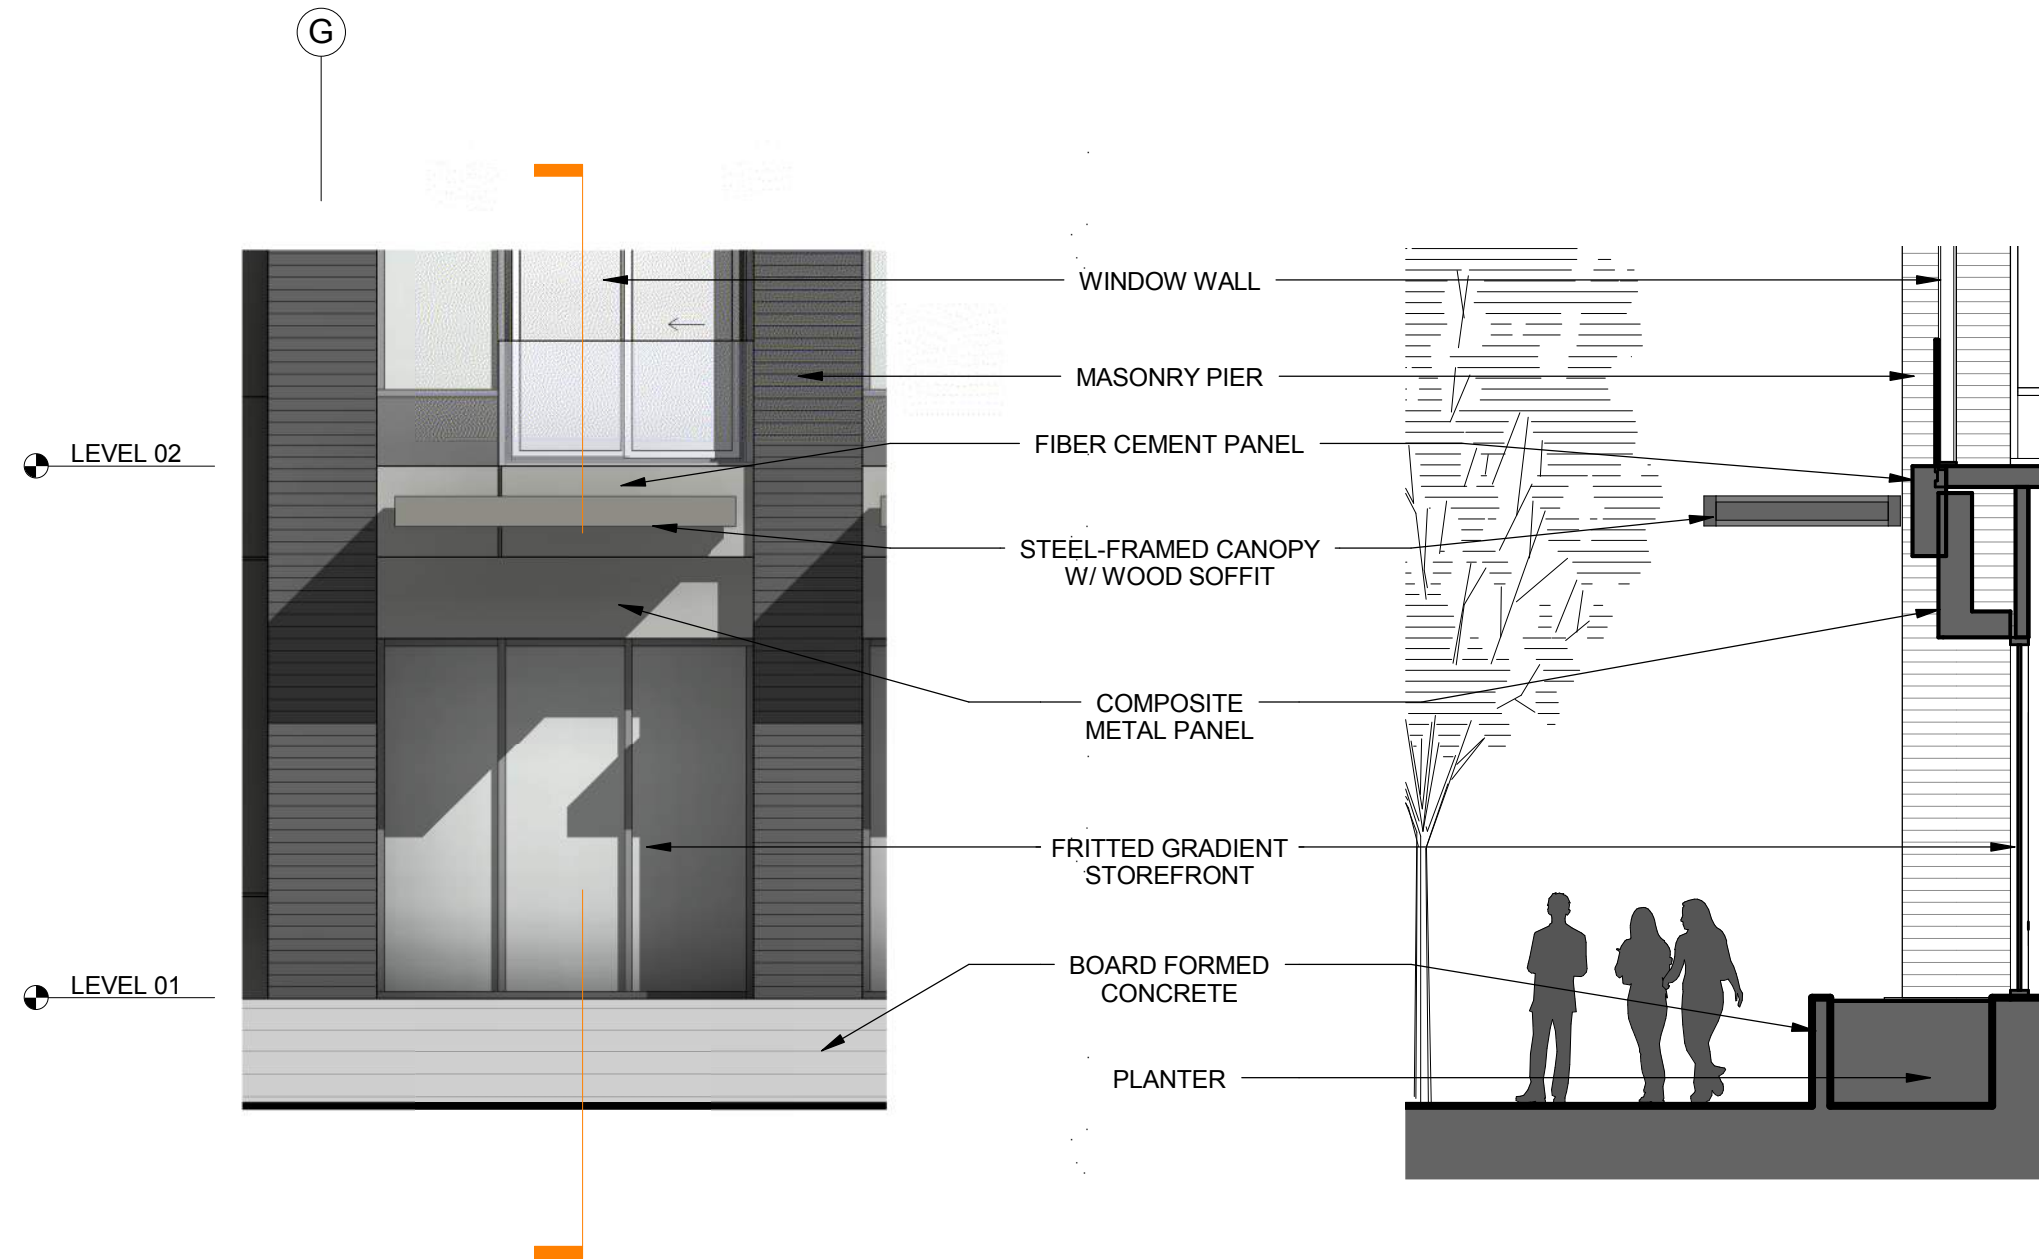 G
WINDOW WALL
MASONRY PIER
FIBER CEMENT PANEL
LEVEL 02
STEEL-FRAMED CANOPY
W/ WOOD SOFFIT
COMPOSITE
METAL PANEL
FRITTED GRADIENT
STOREFRONT
BOARD FORMED
CONCRETE
LEVEL 01
PLANTER